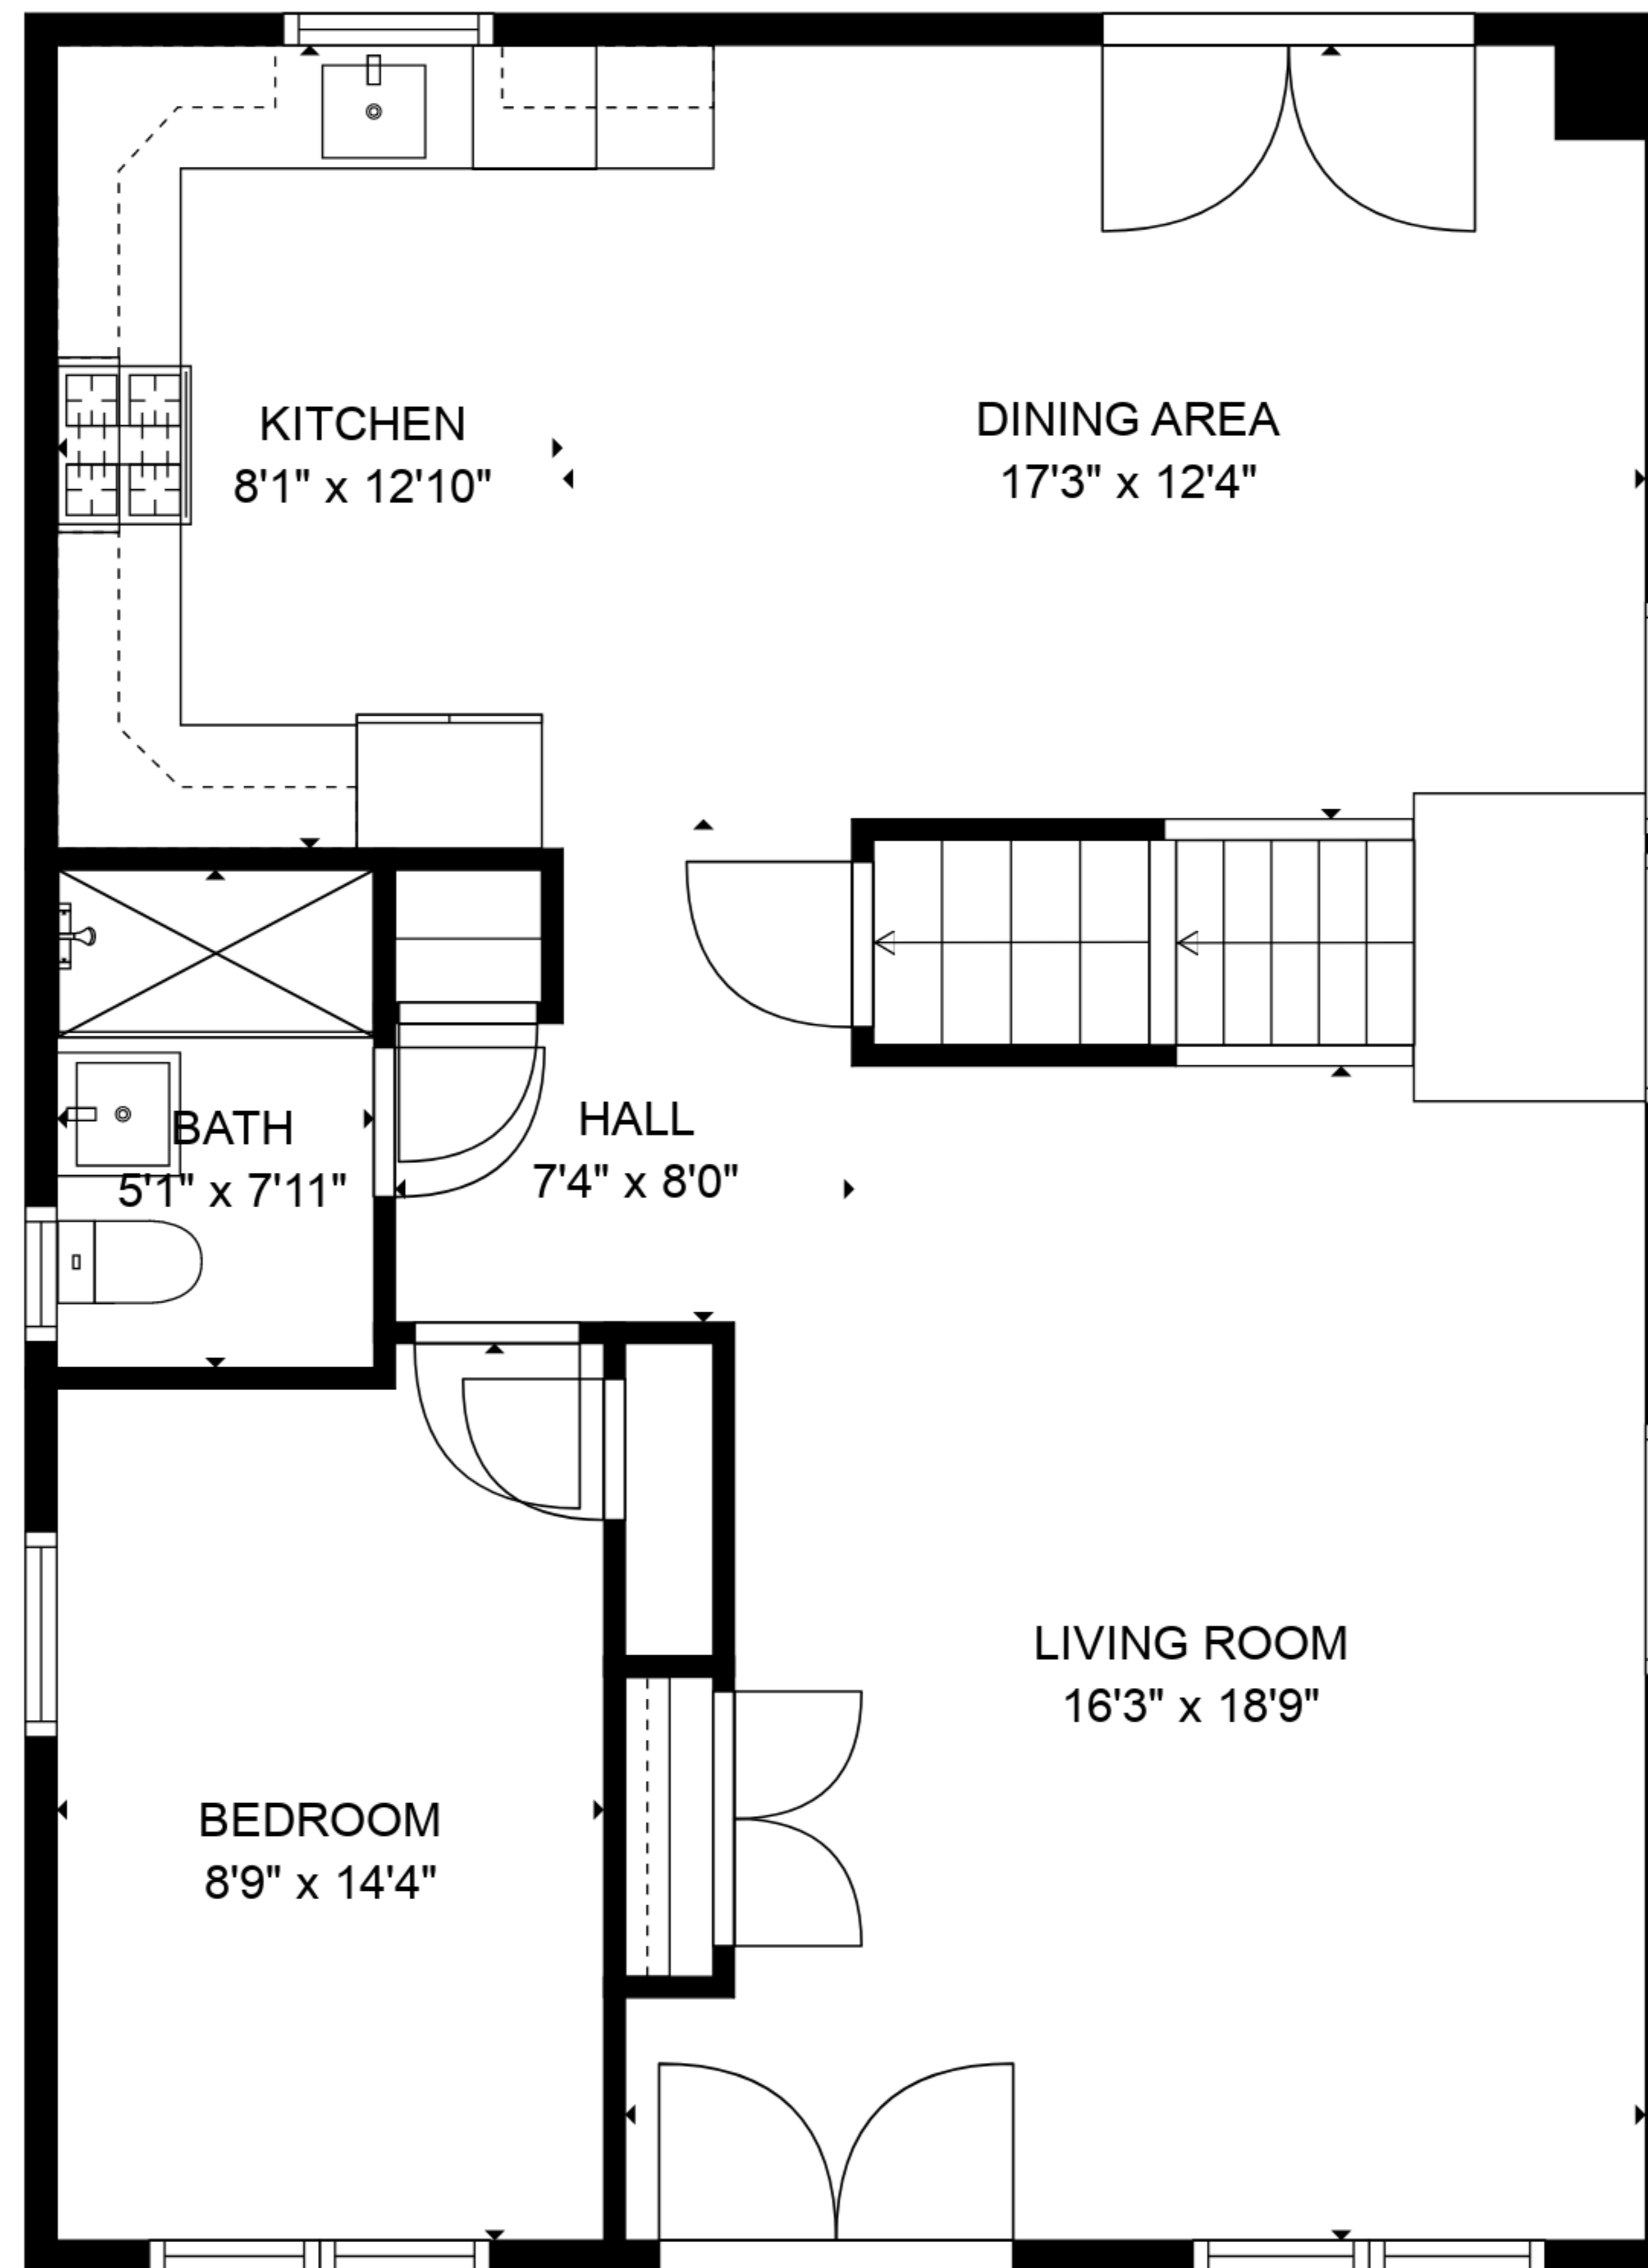 KITCHEN
8'1" x 12'10"
DINING AREA
17'3" x 12'4"
BATH
5'1" x 7'11"
HALL
7'4" x 8'0"
LIVING ROOM
16'3" x 18'9"
BEDROOM
8'9" x 14'4"